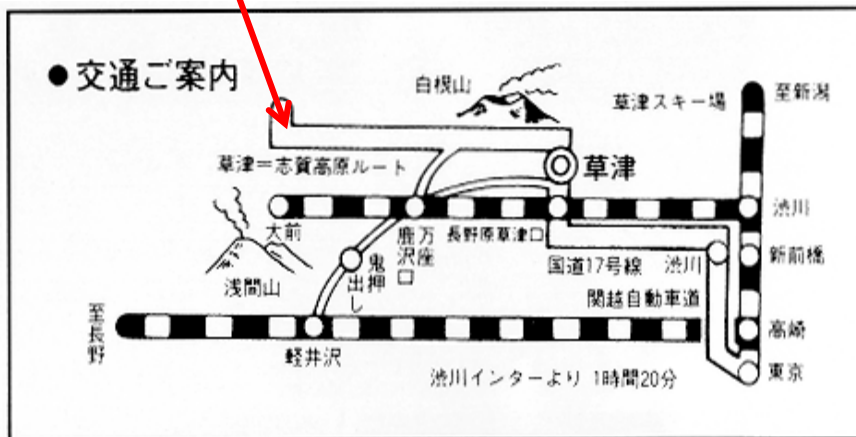 ● 交通ご案内
白根山
草津スキー場
至新潟
草津＝志賀高原ルート
草津
大前
万座鹿沢口
長野原草津口
渋川
浅間山
鬼押出し
国道17号線
渋川
新前橋
関越自動車道
至長野
軽井沢
高崎
渋川インターより 1時間20分
東京